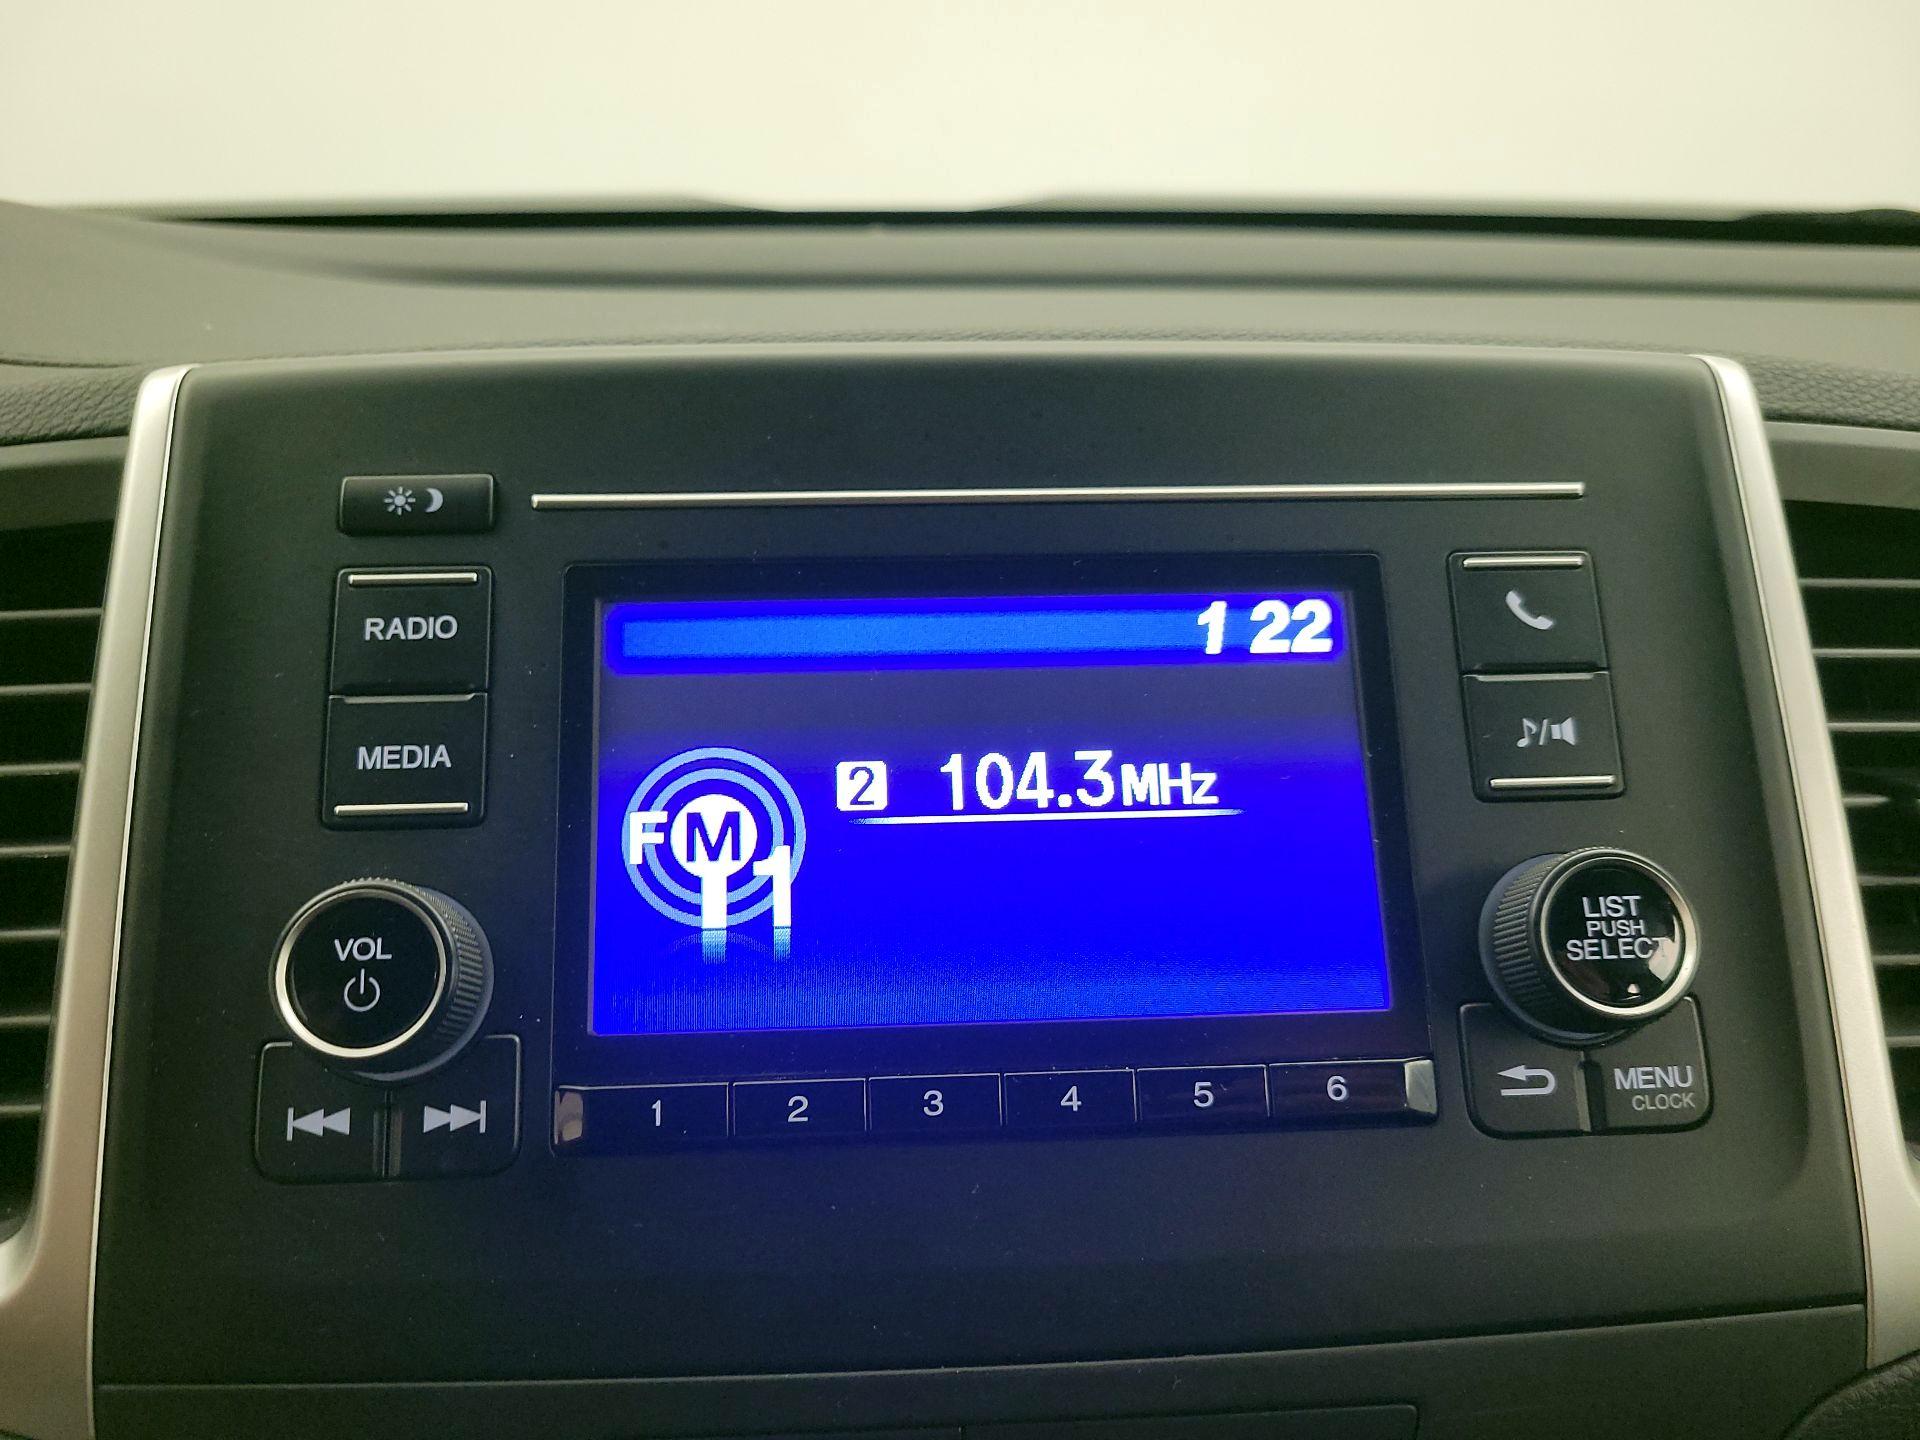 RADIO
MEDIA
VOL
1 22
2 104.3MHz
FM
1
LIST
PUSH
SELECT
MENU
CLOCK
1 2 3 4 5 6